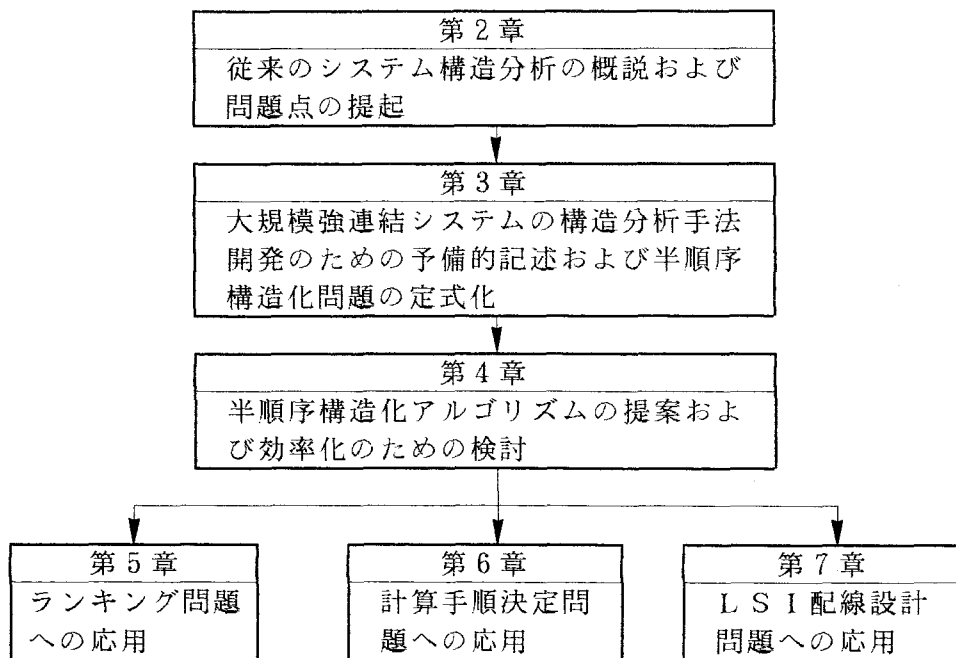 第2章
従来のシステム構造分析の概説および
問題点の提起
第3章
大規模強連結システムの構造分析手法
開発のための予備的記述および半順序
構造化問題の定式化
第4章
半順序構造化アルゴリズムの提案およ
び効率化のための検討
第5章
ランキング問題
への応用
第6章
計算手順決定問
題への応用
第7章
LSI配線設計
問題への応用